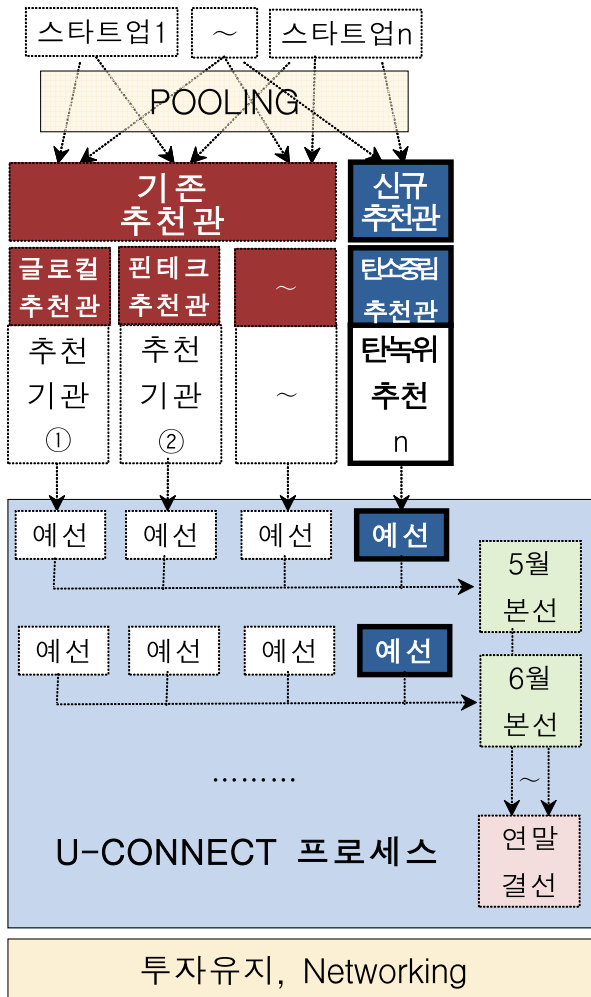 스타트업1 ~ 스타트업n
POOLING
기존
추천관
신규
추천관
글로컬
추천관
핀테크
추천관
~
탄소중립
추천관
추천
기관
①
추천
기관
②
~
탄녹위
추천
n
예선 예선 예선 예선
5월
본선
예선 예선 예선 예선
6월
본선
~
………
U-CONNECT 프로세스
연말
결선
투자유지, Networking